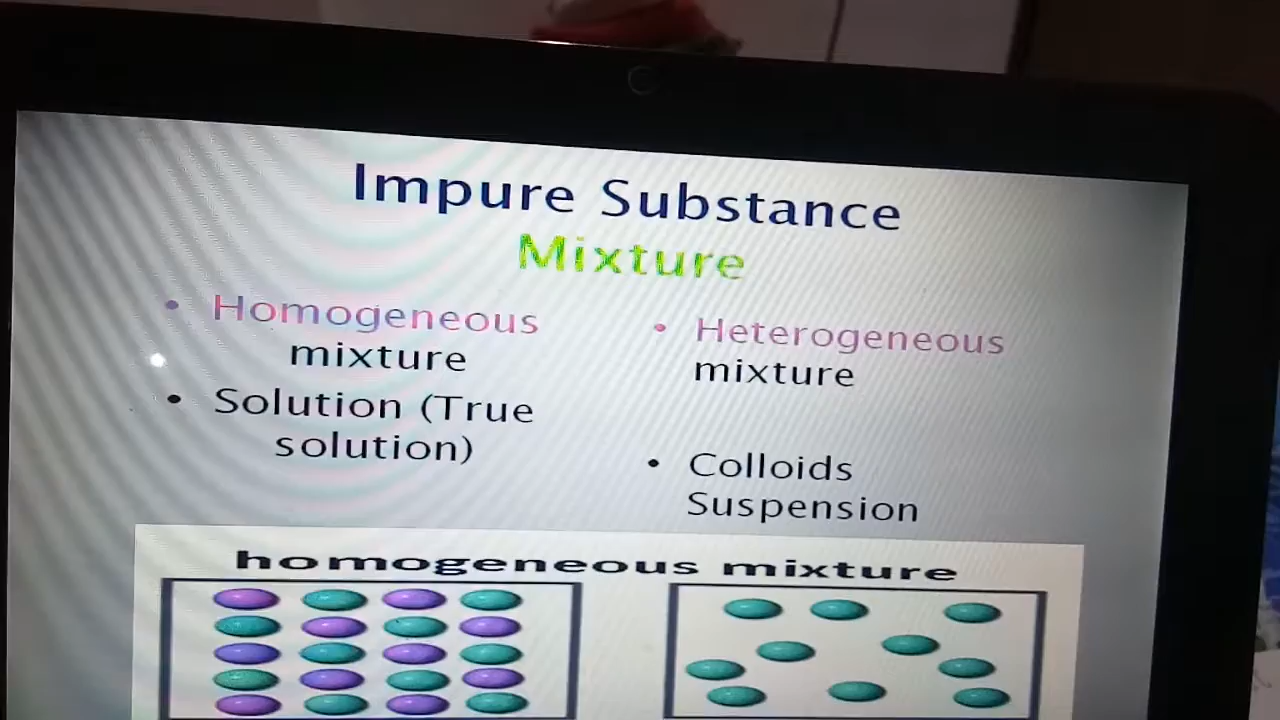 Impure Substance
Mixture
• Homogeneous
mixture
• Solution (True
solution)
• Heterogeneous
mixture
• Colloids
Suspension
homogeneous mixture